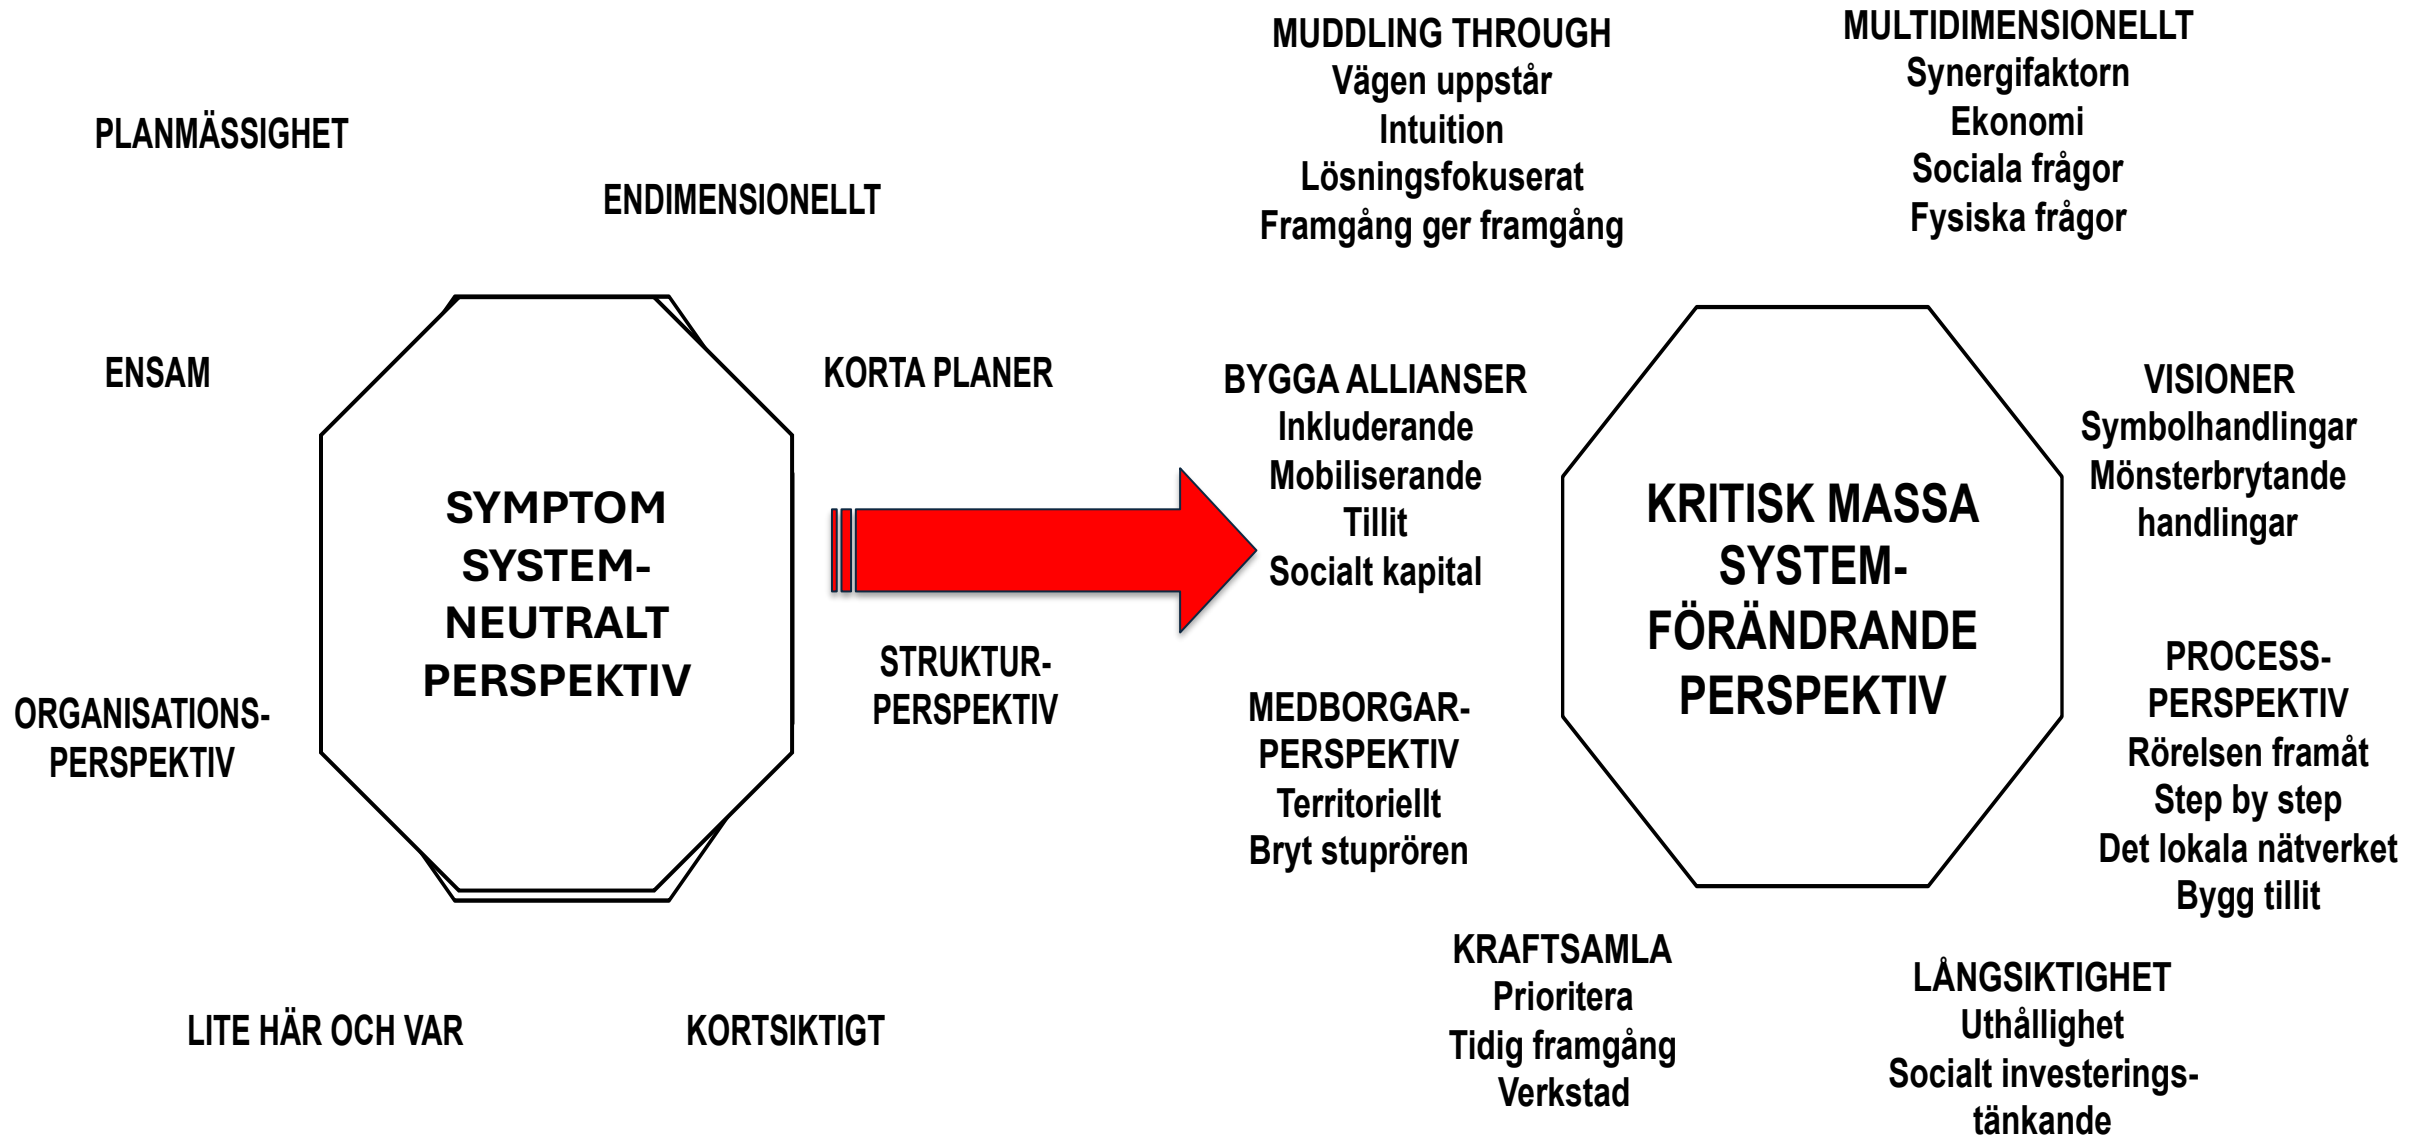 PLANMÄSSIGHET
ENDIMENSIONELLT
ENSAM
KORTA PLANER
SYMPTOM
SYSTEM-
NEUTRALT
PERSPEKTIV
STRUKTUR-
PERSPEKTIV
ORGANISATIONS-
PERSPEKTIV
LITE HÄR OCH VAR
KORTSIKTIGT
MUDDLING THROUGH
Vägen uppstår
Intuition
Lösningsfokuserat
Framgång ger framgång
MULTIDIMENSIONELLT
Synergifaktorn
Ekonomi
Sociala frågor
Fysiska frågor
BYGGA ALLIANSER
Inkluderande
Mobiliserande
Tillit
Socialt kapital
KRITISK MASSA
SYSTEM-
FÖRÄNDRANDE
PERSPEKTIV
VISIONER
Symbolhandlingar
Mönsterbrytande
handlingar
MEDBORGAR-
PERSPEKTIV
Territoriellt
Bryt stuprören
PROCESS-
PERSPEKTIV
Rörelsen framåt
Step by step
Det lokala nätverket
Bygg tillit
KRAFTSAMLA
Prioritera
Tidig framgång
Verkstad
LÅNGSIKTIGHET
Uthållighet
Socialt investerings-
tänkande